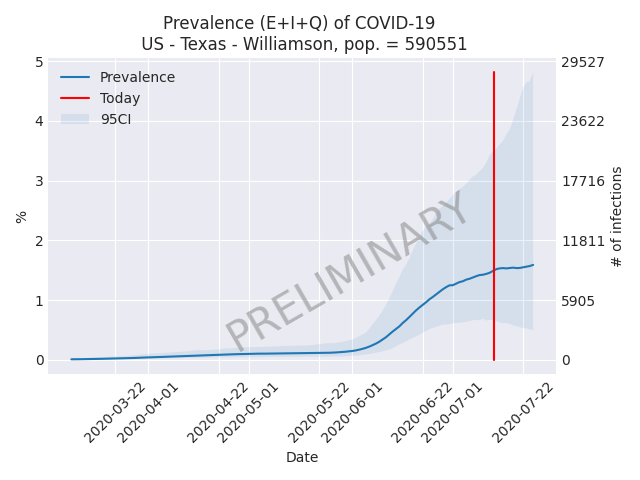 Prevalence (E+I+Q) of COVID-19
US - Texas - Williamson, pop. = 590551
5
4
3
2
1
0
%
29527
23622
17716
11811
5905
0
# of infections
Prevalence
Today
95CI
PRELIMINARY
2020-03-22
2020-04-01
2020-04-22
2020-05-01
2020-05-22
2020-06-01
2020-06-22
2020-07-01
2020-07-22
Date